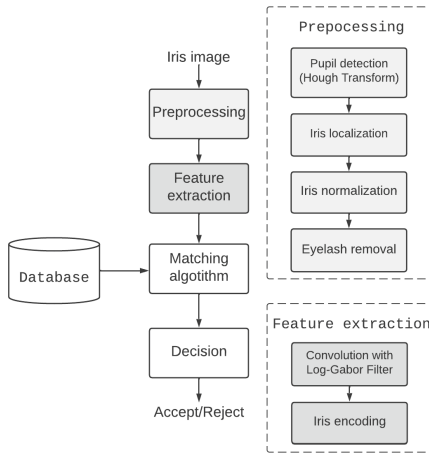 Iris image
Preprocessing
Feature
extraction
Matching
algotithm
Database
Decision
Accept/Reject
Prepocessing
Pupil detection
(Hough Transform)
Iris localization
Iris normalization
Eyelash removal
Feature extraction
Convolution with
Log-Gabor Filter
Iris encoding